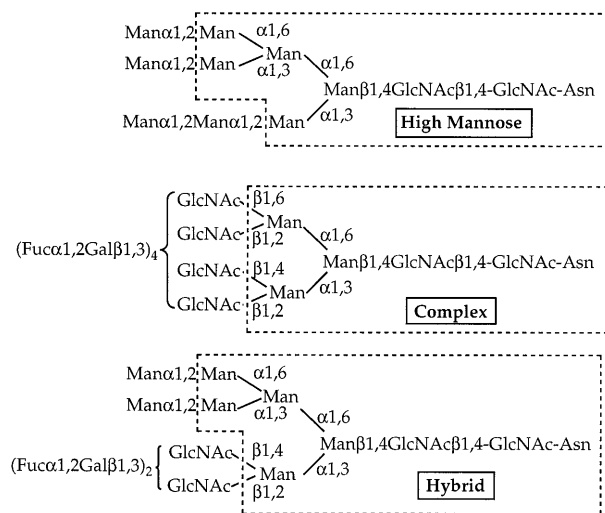 Manα1,2 Man α1,6
Manα1,2 Man α1,3 Man α1,6
Manβ1,4GlcNAcβ1,4-GlcNAc-Asn
Manα1,2Manα1,2 Man α1,3
High Mannose
GlcNAc β1,6
Man α1,6
GlcNAc β1,2
(Fucα1,2Galβ1,3)4
Manβ1,4GlcNAcβ1,4-GlcNAc-Asn
GlcNAc β1,4
Man α1,3
GlcNAc β1,2
Complex
Manα1,2 Man α1,6
Manα1,2 Man α1,3 Man α1,6
Manβ1,4GlcNAcβ1,4-GlcNAc-Asn
GlcNAc β1,4
(Fucα1,2Galβ1,3)2 Man α1,3
GlcNAc β1,2
Hybrid